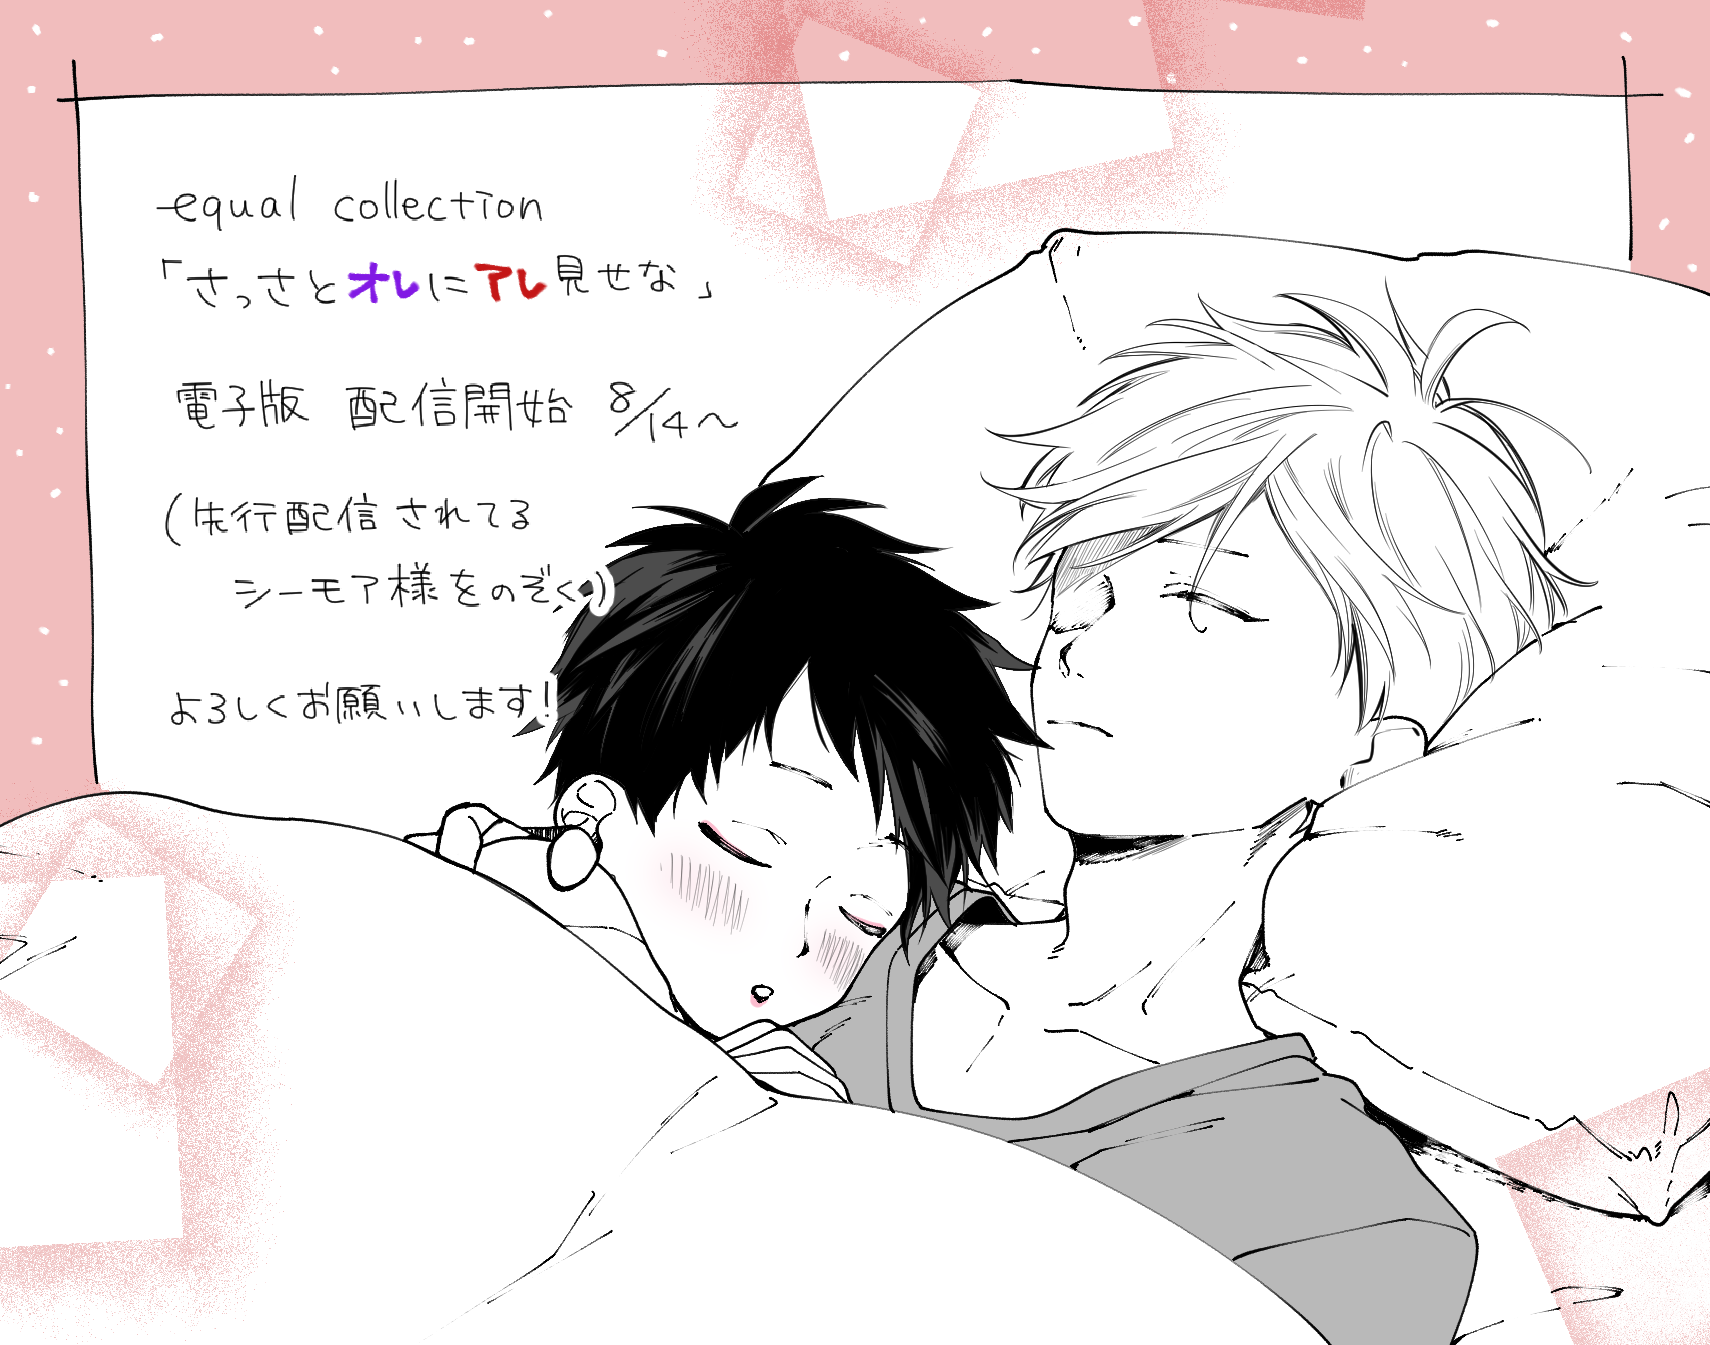 equal collection
「さっさとオレにアレ見せな」
電子版 配信開始 8/14～
(先行配信されてる
シーモア様をのぞく)
よろしくお願いします!